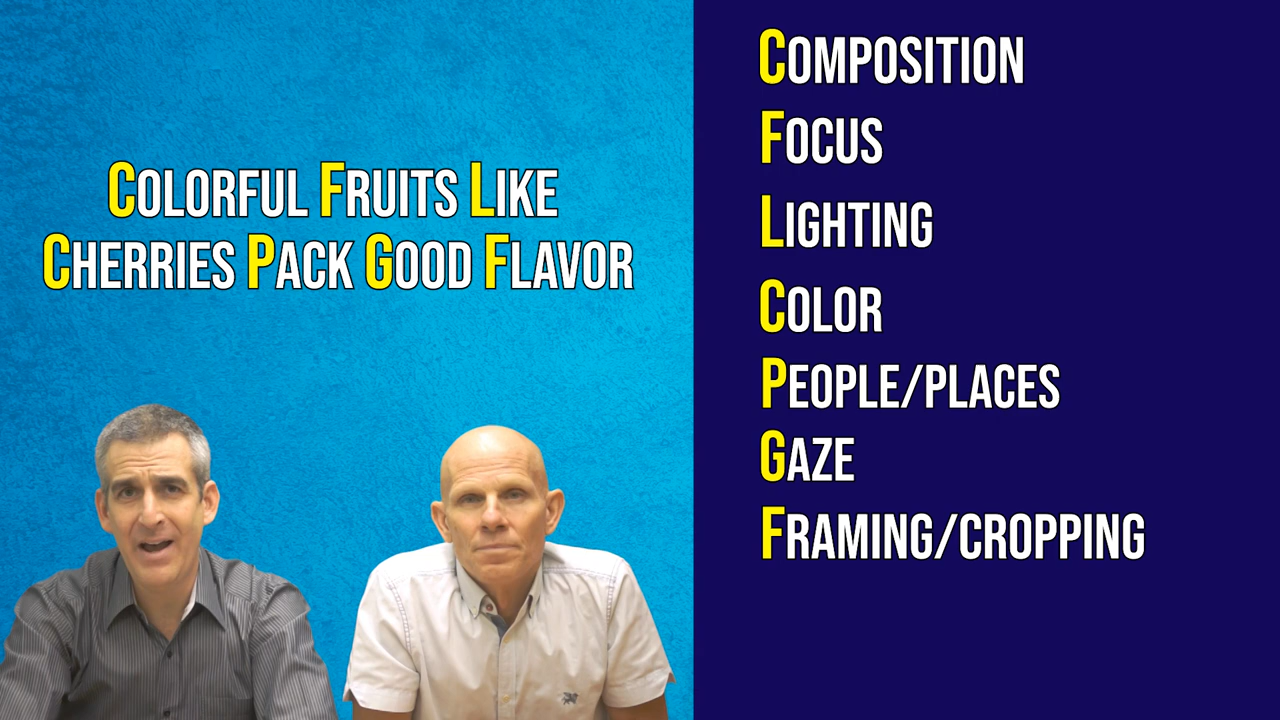 COLORFUL FRUITS LIKE
CHERRIES PACK GOOD FLAVOR
COMPOSITION
FOCUS
LIGHTING
COLOR
PEOPLE/PLACES
GAZE
FRAMING/CROPPING